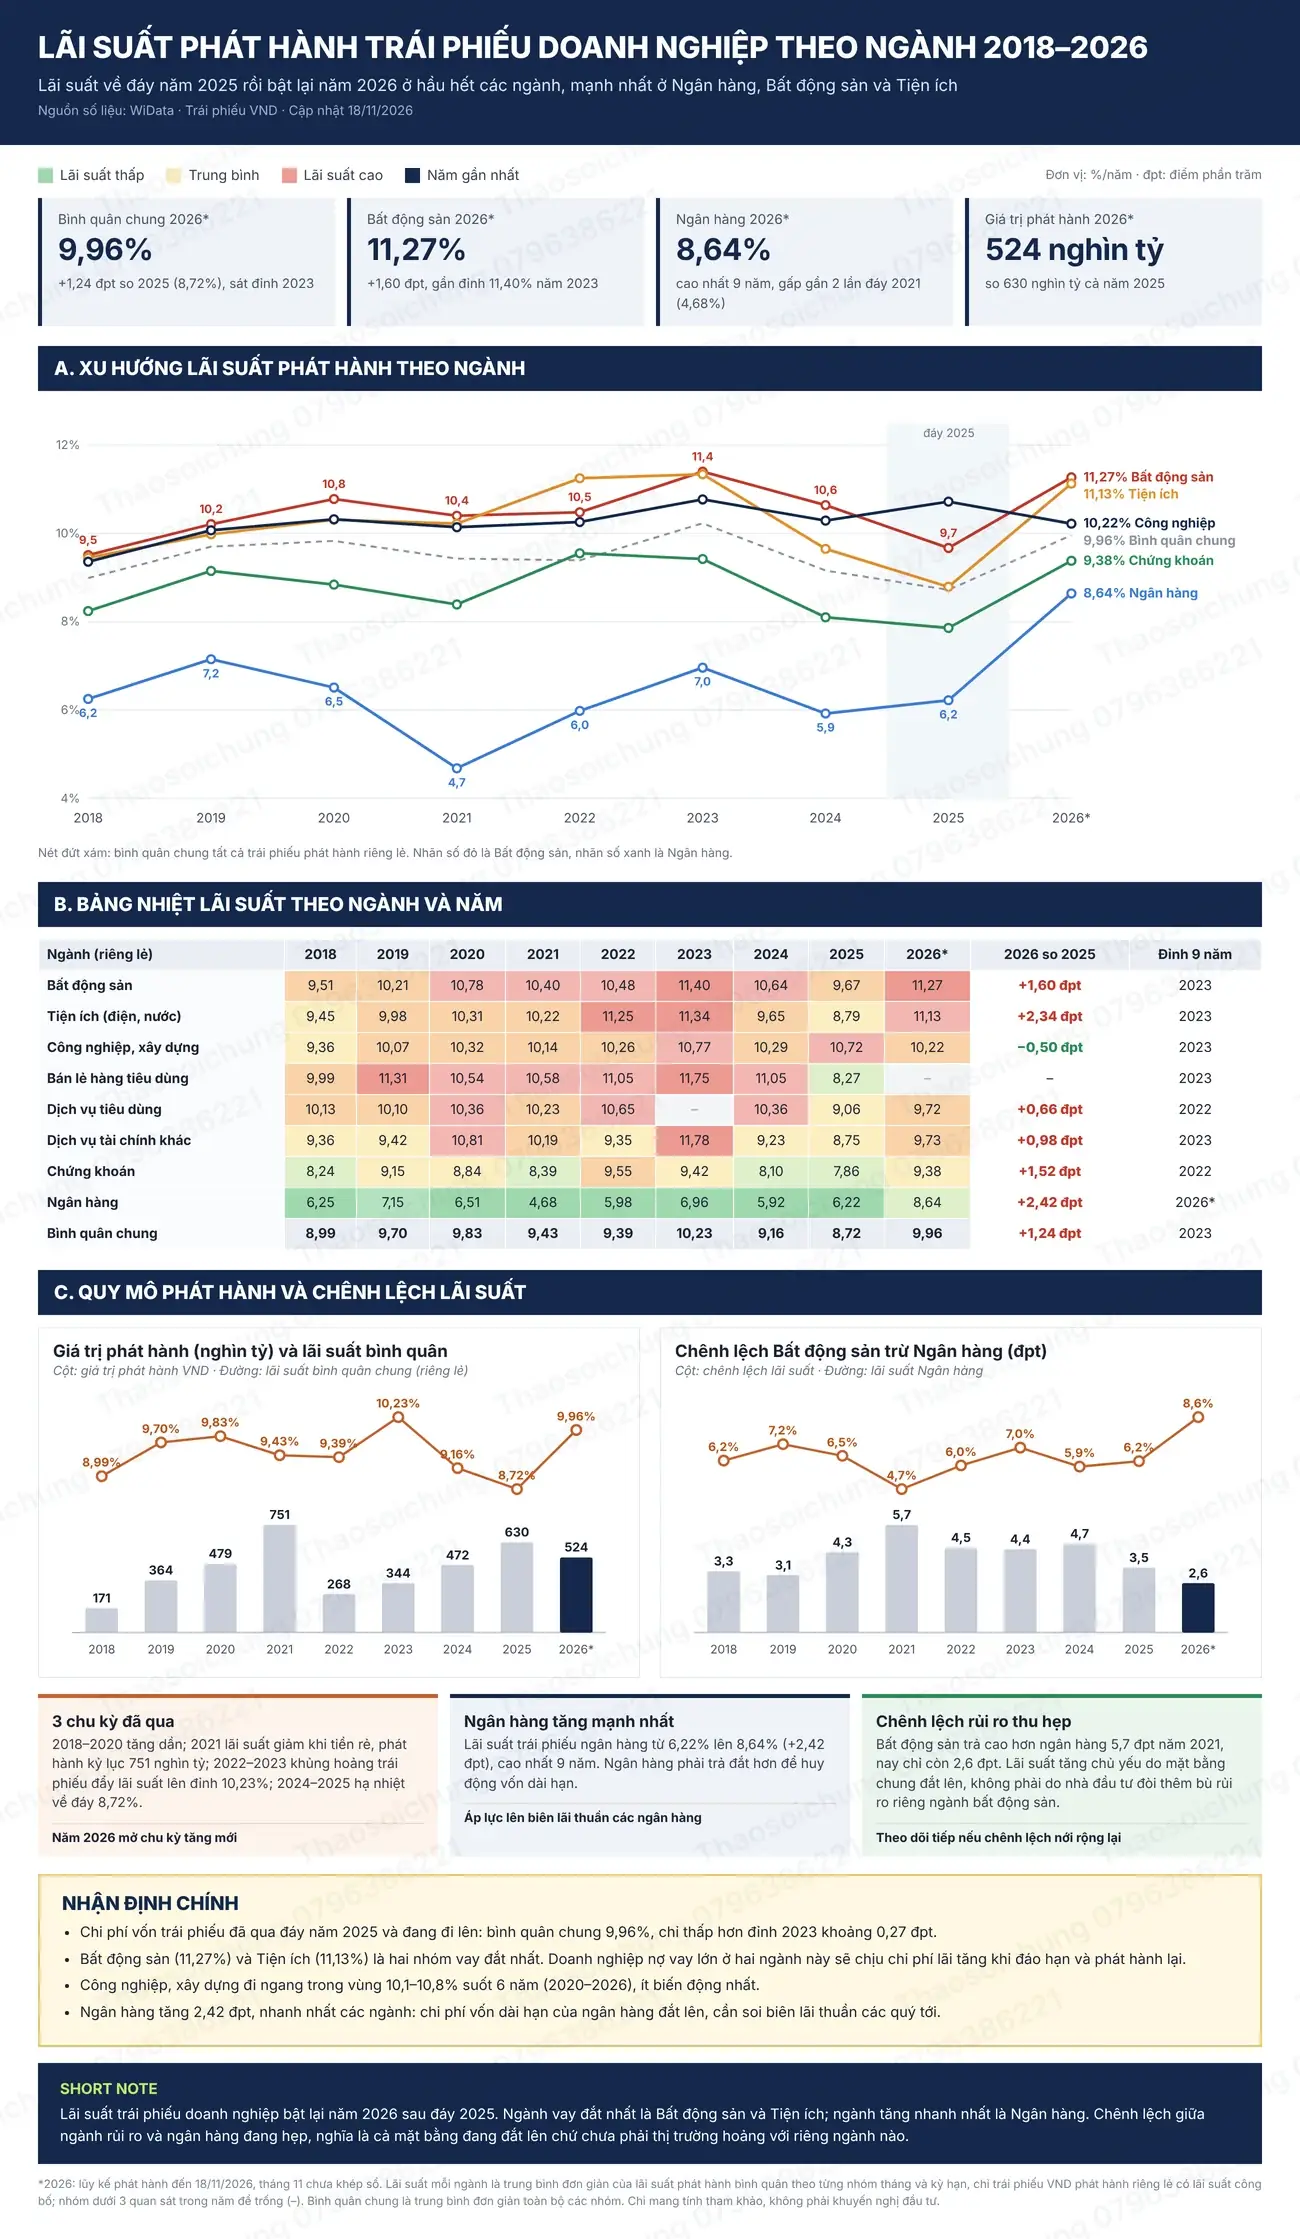 LÃI SUẤT PHÁT HÀNH TRÁI PHIẾU DOANH NGHIỆP THEO NGÀNH 2018–2026
Lãi suất về đáy năm 2025 rồi bật lại năm 2026 ở hầu hết các ngành, mạnh nhất ở Ngân hàng, Bất động sản và Tiện ích
Nguồn số liệu: WiData · Trái phiếu VND · Cập nhật 18/11/2026
Lãi suất thấp Trung bình Lãi suất cao Năm gần nhất Đơn vị: %/năm · đpt: điểm phần trăm
Bình quân chung 2026*
9,96%
+1,24 đpt so 2025 (8,72%), sát đỉnh 2023
Bất động sản 2026*
11,27%
+1,60 đpt, gần đỉnh 11,40% năm 2023
Ngân hàng 2026*
8,64%
cao nhất 9 năm, gấp gần 2 lần đáy 2021
(4,68%)
Giá trị phát hành 2026*
524 nghìn tỷ
so 630 nghìn tỷ cả năm 2025
A. XU HƯỚNG LÃI SUẤT PHÁT HÀNH THEO NGÀNH
đáy 2025
12%
10%
8%
6%
4%
9,5 10,2 10,8 10,4 10,5 11,4 10,6 9,7
6,2 7,2 6,5 4,7 6,0 7,0 5,9 6,2
11,27% Bất động sản
11,13% Tiện ích
10,22% Công nghiệp
9,96% Bình quân chung
9,38% Chứng khoán
8,64% Ngân hàng
2018 2019 2020 2021 2022 2023 2024 2025 2026*
Nét đứt xám: bình quân chung tất cả trái phiếu phát hành riêng lẻ. Nhãn số đỏ là Bất động sản, nhãn số xanh là Ngân hàng.
B. BẢNG NHIỆT LÃI SUẤT THEO NGÀNH VÀ NĂM
Ngành (riêng lẻ) 2018 2019 2020 2021 2022 2023 2024 2025 2026* 2026 so 2025 Đỉnh 9 năm
Bất động sản 9,51 10,21 10,78 10,40 10,48 11,40 10,64 9,67 11,27 +1,60 đpt 2023
Tiện ích (điện, nước) 9,45 9,98 10,31 10,22 11,25 11,34 9,65 8,79 11,13 +2,34 đpt 2023
Công nghiệp, xây dựng 9,36 10,07 10,32 10,14 10,26 10,77 10,29 10,72 10,22 −0,50 đpt 2023
Bán lẻ hàng tiêu dùng 9,99 11,31 10,54 10,58 11,05 11,75 11,05 8,27 – – 2023
Dịch vụ tiêu dùng 10,13 10,10 10,36 10,23 10,65 – 10,36 9,06 9,72 +0,66 đpt 2022
Dịch vụ tài chính khác 9,36 9,42 10,81 10,19 9,35 11,78 9,23 8,75 9,73 +0,98 đpt 2023
Chứng khoán 8,24 9,15 8,84 8,39 9,55 9,42 8,10 7,86 9,38 +1,52 đpt 2022
Ngân hàng 6,25 7,15 6,51 4,68 5,98 6,96 5,92 6,22 8,64 +2,42 đpt 2026*
Bình quân chung 8,99 9,70 9,83 9,43 9,39 10,23 9,16 8,72 9,96 +1,24 đpt 2023
C. QUY MÔ PHÁT HÀNH VÀ CHÊNH LỆCH LÃI SUẤT
Giá trị phát hành (nghìn tỷ) và lãi suất bình quân
Cột: giá trị phát hành VND · Đường: lãi suất bình quân chung (riêng lẻ)
8,99% 9,70% 9,83% 9,43% 9,39% 10,23% 9,16% 8,72% 9,96%
171 364 479 751 268 344 472 630 524
2018 2019 2020 2021 2022 2023 2024 2025 2026*
Chênh lệch Bất động sản trừ Ngân hàng (đpt)
Cột: chênh lệch lãi suất · Đường: lãi suất Ngân hàng
6,2% 7,2% 6,5% 4,7% 6,0% 7,0% 5,9% 6,2% 8,6%
3,3 3,1 4,3 5,7 4,5 4,4 4,7 3,5 2,6
2018 2019 2020 2021 2022 2023 2024 2025 2026*
3 chu kỳ đã qua
2018–2020 tăng dần; 2021 lãi suất giảm khi tiền rẻ, phát
hành kỷ lục 751 nghìn tỷ; 2022–2023 khủng hoảng trái
phiếu đẩy lãi suất lên đỉnh 10,23%; 2024–2025 hạ nhiệt
về đáy 8,72%.
Năm 2026 mở chu kỳ tăng mới
Ngân hàng tăng mạnh nhất
Lãi suất trái phiếu ngân hàng từ 6,22% lên 8,64% (+2,42
đpt), cao nhất 9 năm. Ngân hàng phải trả đắt hơn để huy
động vốn dài hạn.
Áp lực lên biên lãi thuần các ngân hàng
Chênh lệch rủi ro thu hẹp
Bất động sản trả cao hơn ngân hàng 5,7 đpt năm 2021,
nay chỉ còn 2,6 đpt. Lãi suất tăng chủ yếu do mặt bằng
chung đắt lên, không phải do nhà đầu tư đòi thêm bù rủi
ro riêng ngành bất động sản.
Theo dõi tiếp nếu chênh lệch nới rộng lại
NHẬN ĐỊNH CHÍNH
• Chi phí vốn trái phiếu đã qua đáy năm 2025 và đang đi lên: bình quân chung 9,96%, chỉ thấp hơn đỉnh 2023 khoảng 0,27 đpt.
• Bất động sản (11,27%) và Tiện ích (11,13%) là hai nhóm vay đắt nhất. Doanh nghiệp nợ vay lớn ở hai ngành này sẽ chịu chi phí lãi tăng khi đáo hạn và phát hành lại.
• Công nghiệp, xây dựng đi ngang trong vùng 10,1–10,8% suốt 6 năm (2020–2026), ít biến động nhất.
• Ngân hàng tăng 2,42 đpt, nhanh nhất các ngành: chi phí vốn dài hạn của ngân hàng đắt lên, cần soi biên lãi thuần các quý tới.
SHORT NOTE
Lãi suất trái phiếu doanh nghiệp bật lại năm 2026 sau đáy 2025. Ngành vay đắt nhất là Bất động sản và Tiện ích; ngành tăng nhanh nhất là Ngân hàng. Chênh lệch giữa
ngành rủi ro và ngân hàng đang hẹp, nghĩa là cả mặt bằng đang đắt lên chứ chưa phải thị trường hoảng với riêng ngành nào.
*2026: lũy kế phát hành đến 18/11/2026, tháng 11 chưa khép sổ. Lãi suất mỗi ngành là trung bình đơn giản của lãi suất phát hành bình quân theo từng nhóm tháng và kỳ hạn, chỉ trái phiếu VND phát hành riêng lẻ có lãi suất công
bố; nhóm dưới 3 quan sát trong năm để trống (–). Bình quân chung là trung bình đơn giản toàn bộ các nhóm. Chỉ mang tính tham khảo, không phải khuyến nghị đầu tư.
Thaosoichung 0796386221